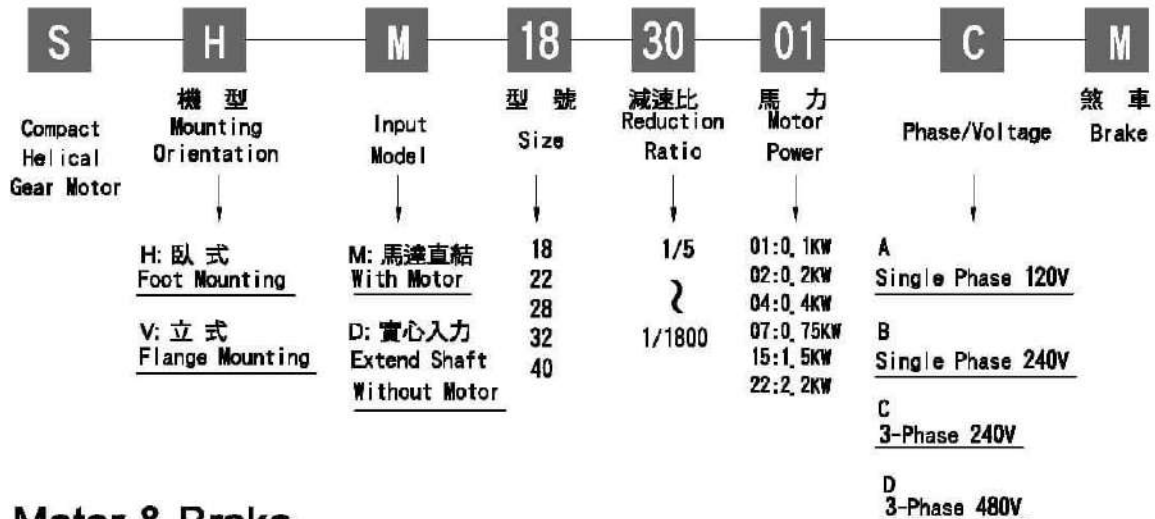 S H M 18 30 01 C M
機 型 型 號 減速比 馬 力 煞 車
Compact Mounting Input Size Reduction Motor Phase/Voltage Brake
Helical Orientation Model Ratio Power
Gear Motor
H: 臥 式 M: 馬達直結 18 1/5 01:0.1KW A
Foot Mounting With Motor 22 02:0.2KW Single Phase 120V
28 ~ 04:0.4KW
V: 立 式 D: 實心入力 32 1/1800 07:0.75KW B
Flange Mounting Extend Shaft 40 15:1.5KW Single Phase 240V
Without Motor 22:2.2KW
C
3-Phase 240V
D
3-Phase 480V
Motor & Brake